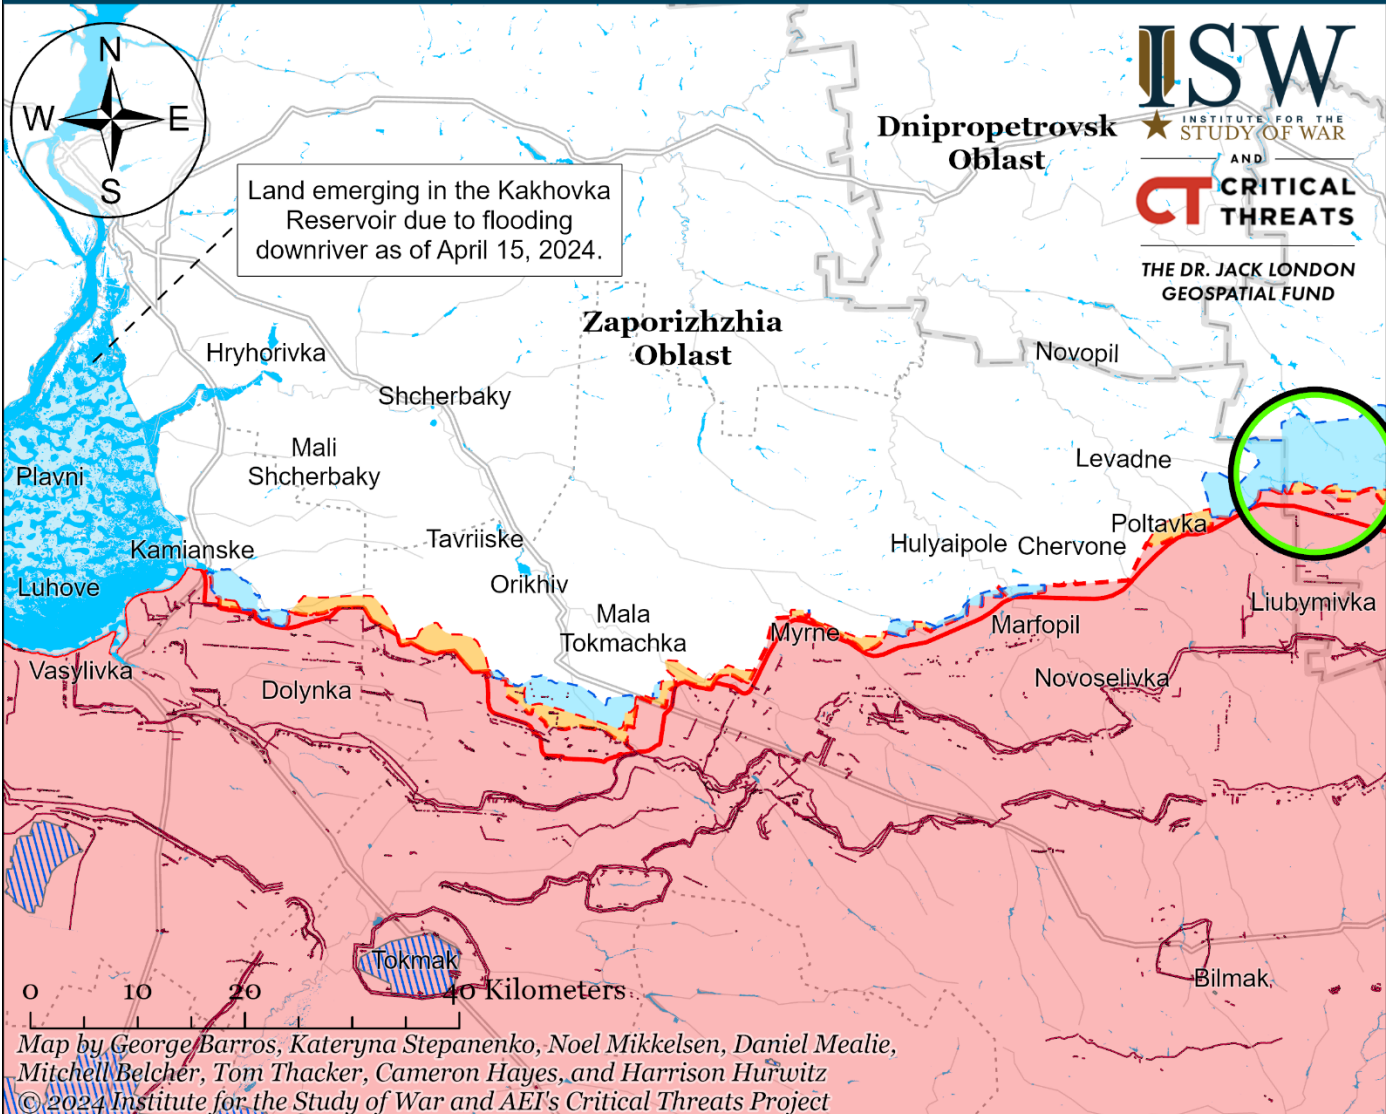 N
W E
S
ISW
INSTITUTE FOR THE
STUDY OF WAR
AND
CT CRITICAL
THREATS
THE DR. JACK LONDON
GEOSPATIAL FUND
Dnipropetrovsk
Oblast
Land emerging in the Kakhovka
Reservoir due to flooding
downriver as of April 15, 2024.
Zaporizhzhia
Oblast
Hryhorivka
Novopil
Shcherbaky
Mali
Shcherbaky
Levadne
Plavni
Poltavka
Tavriiske
Hulyaipole
Chervone
Kamianske
Orikhiv
Luhove
Liubymivka
Mala
Tokmachka
Myrne
Marfopil
Vasylivka
Dolynka
Novoselivka
Tokmak
Bilmak
0 10 20 40 Kilometers
Map by George Barros, Kateryna Stepanenko, Noel Mikkelsen, Daniel Mealie,
Mitchell Belcher, Tom Thacker, Cameron Hayes, and Harrison Hurwitz
© 2024 Institute for the Study of War and AEI's Critical Threats Project